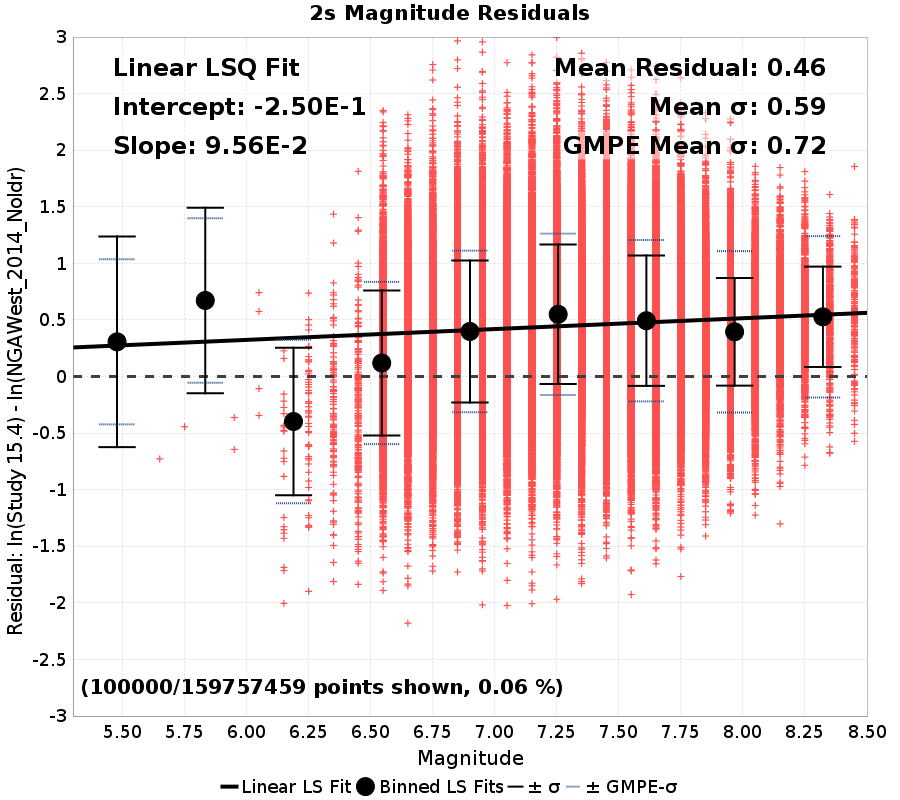 2s Magnitude Residuals
Linear LSQ Fit
Mean Residual: 0.46
Intercept: -2.50E-1
Mean σ: 0.59
Slope: 9.56E-2
GMPE Mean σ: 0.72
Residual: ln(Study 15.4) - ln(NGAWest_2014_NoIdr)
3
2.5
2
1.5
1
0.5
0
-0.5
-1
-1.5
-2
-2.5
-3
(100000/159757459 points shown, 0.06 %)
5.50 5.75 6.00 6.25 6.50 6.75 7.00 7.25 7.50 7.75 8.00 8.25 8.50
Magnitude
Linear LS Fit Binned LS Fits ± σ ± GMPE-σ